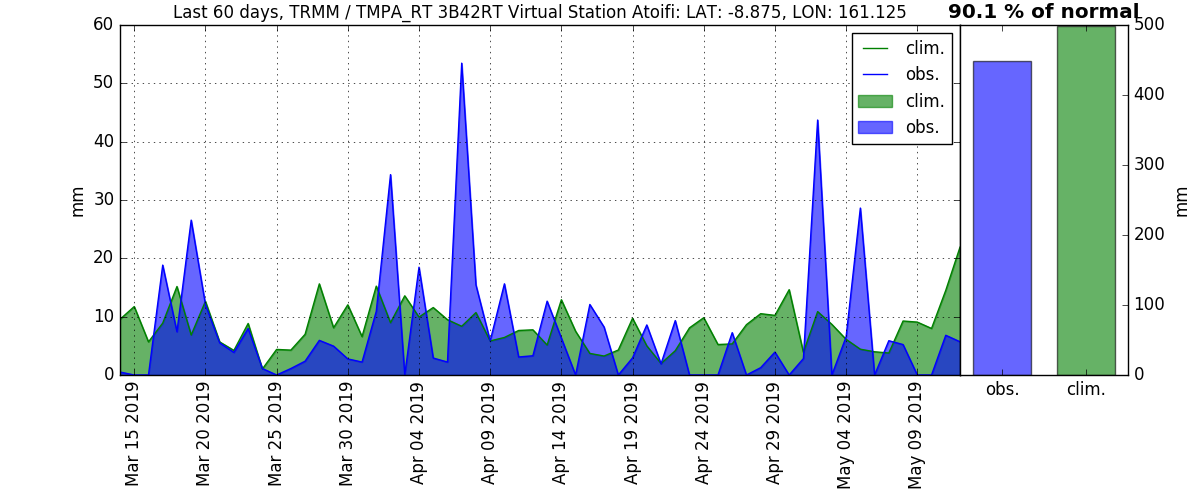 Last 60 days, TRMM / TMPA_RT 3B42RT Virtual Station Atoifi: LAT: -8.875, LON: 161.125
90.1 % of normal
60
50
40
30
20
10
0
mm
clim.
obs.
clim.
obs.
500
400
300
200
100
0
mm
obs.
clim.
Mar 15 2019
Mar 20 2019
Mar 25 2019
Mar 30 2019
Apr 04 2019
Apr 09 2019
Apr 14 2019
Apr 19 2019
Apr 24 2019
Apr 29 2019
May 04 2019
May 09 2019